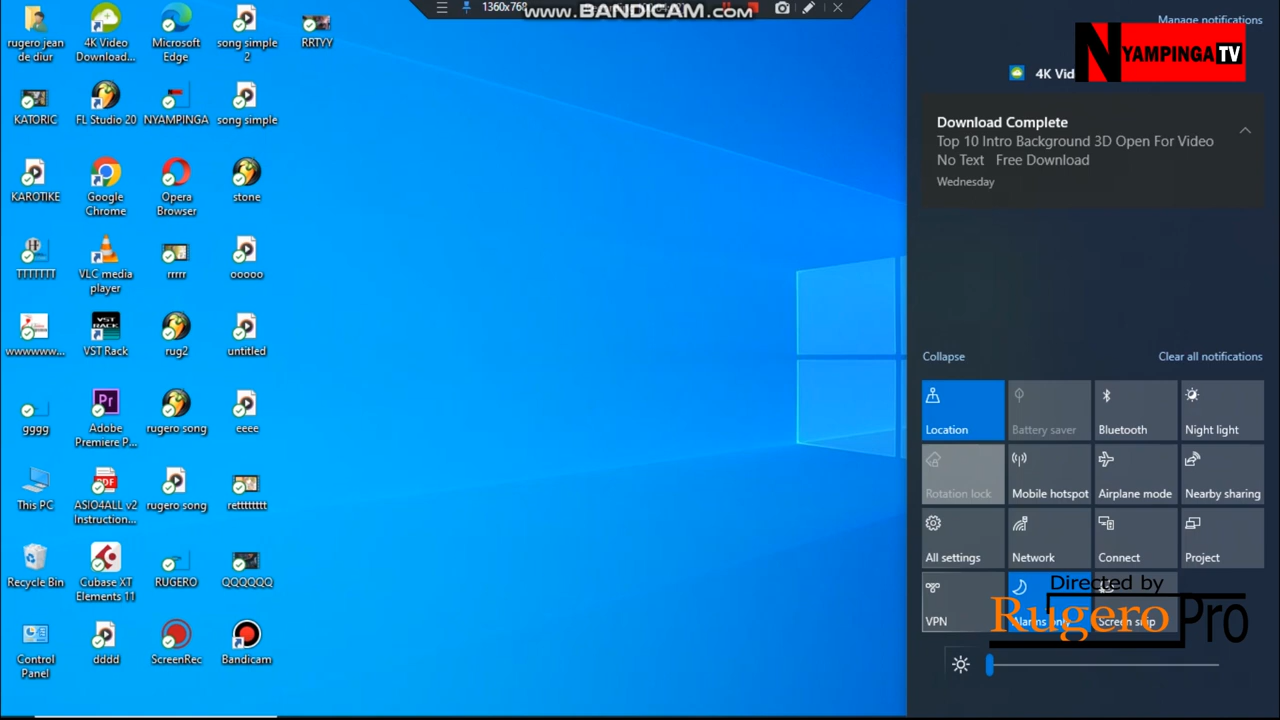 1360x768
www.BANDICAM.com
Manage notifications
NYAMPINGA TV
4K Vid
Download Complete
Top 10 Intro Background 3D Open For Video
No Text Free Download
Wednesday
Collapse
Clear all notifications
Location
Battery saver
Bluetooth
Night light
Rotation lock
Mobile hotspot
Airplane mode
Nearby sharing
All settings
Network
Connect
Project
VPN
Alarms only
Screen snip
Directed by
Rugero Pro
rugero jean
de diur
4K Video
Download...
Microsoft
Edge
song simple
2
RRTYY
KATORIC
FL Studio 20
NYAMPINGA
song simple
KAROTIKE
Google
Chrome
Opera
Browser
stone
TTTTTTT
VLC media
player
rrrrr
ooooo
wwwwww...
VST RACK
VST Rack
rug2
untitled
gggg
Pr
Adobe
Premiere P...
rugero song
eeee
This PC
PDF
ASIO4ALL v2
Instruction...
rugero song
Recycle Bin
Cubase XT
Elements 11
RUGERO
QQQQQQ
Control
Panel
dddd
ScreenRec
Bandicam